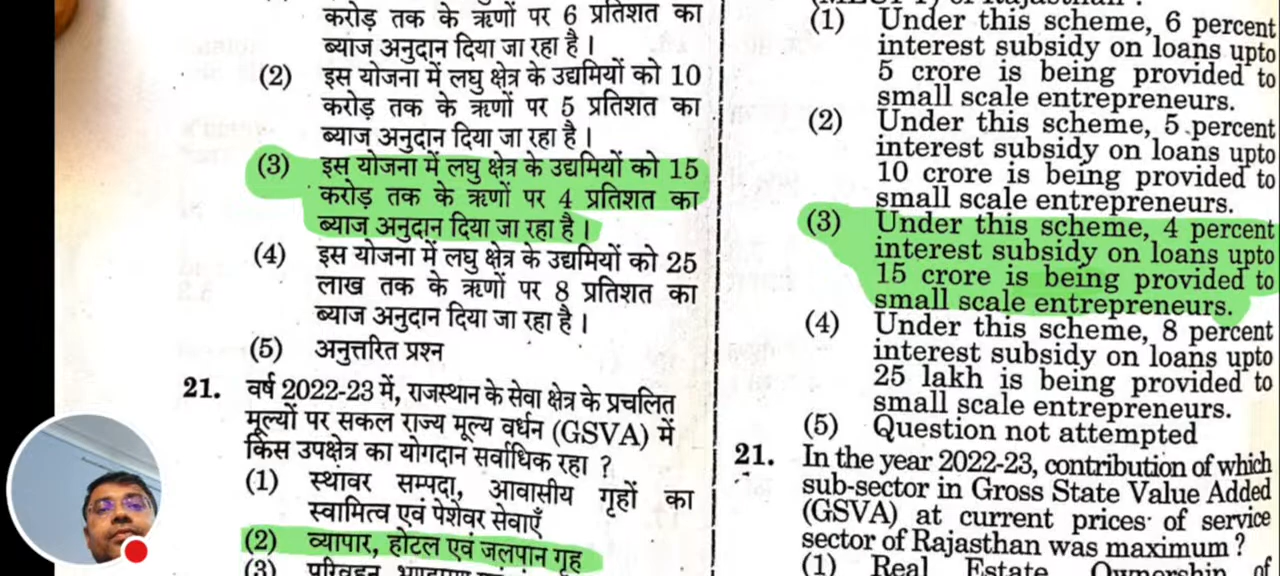 करोड़ तक के ऋणों पर 6 प्रतिशत का
ब्याज अनुदान दिया जा रहा है ।
(2) इस योजना में लघु क्षेत्र के उद्यमियों को 10
करोड़ तक के ऋणों पर 5 प्रतिशत का
ब्याज अनुदान दिया जा रहा है ।
(3) इस योजना में लघु क्षेत्र के उद्यमियों को 15
करोड़ तक के ऋणों पर 4 प्रतिशत का
ब्याज अनुदान दिया जा रहा है ।
(4) इस योजना में लघु क्षेत्र के उद्यमियों को 25
लाख तक के ऋणों पर 8 प्रतिशत का
ब्याज अनुदान दिया जा रहा है ।
(5) अनुत्तरित प्रश्न
21. वर्ष 2022-23 में, राजस्थान के सेवा क्षेत्र के प्रचलित
मूल्यों पर सकल राज्य मूल्य वर्धन (GSVA) में
किस उपक्षेत्र का योगदान सर्वाधिक रहा ?
(1) स्थावर सम्पदा, आवासीय गृहों का
स्वामित्व एवं पेशेवर सेवाएँ
(2) व्यापार, होटल एवं जलपान गृह
(3) परिवहन
of Rajasthan :
(1) Under this scheme, 6 percent
interest subsidy on loans upto
5 crore is being provided to
small scale entrepreneurs.
(2) Under this scheme, 5 percent
interest subsidy on loans upto
10 crore is being provided to
small scale entrepreneurs.
(3) Under this scheme, 4 percent
interest subsidy on loans upto
15 crore is being provided to
small scale entrepreneurs.
(4) Under this scheme, 8 percent
interest subsidy on loans upto
25 lakh is being provided to
small scale entrepreneurs.
(5) Question not attempted
21. In the year 2022-23, contribution of which
sub-sector in Gross State Value Added
(GSVA) at current prices of service
sector of Rajasthan was maximum ?
(1) Real Estate, Ownership of